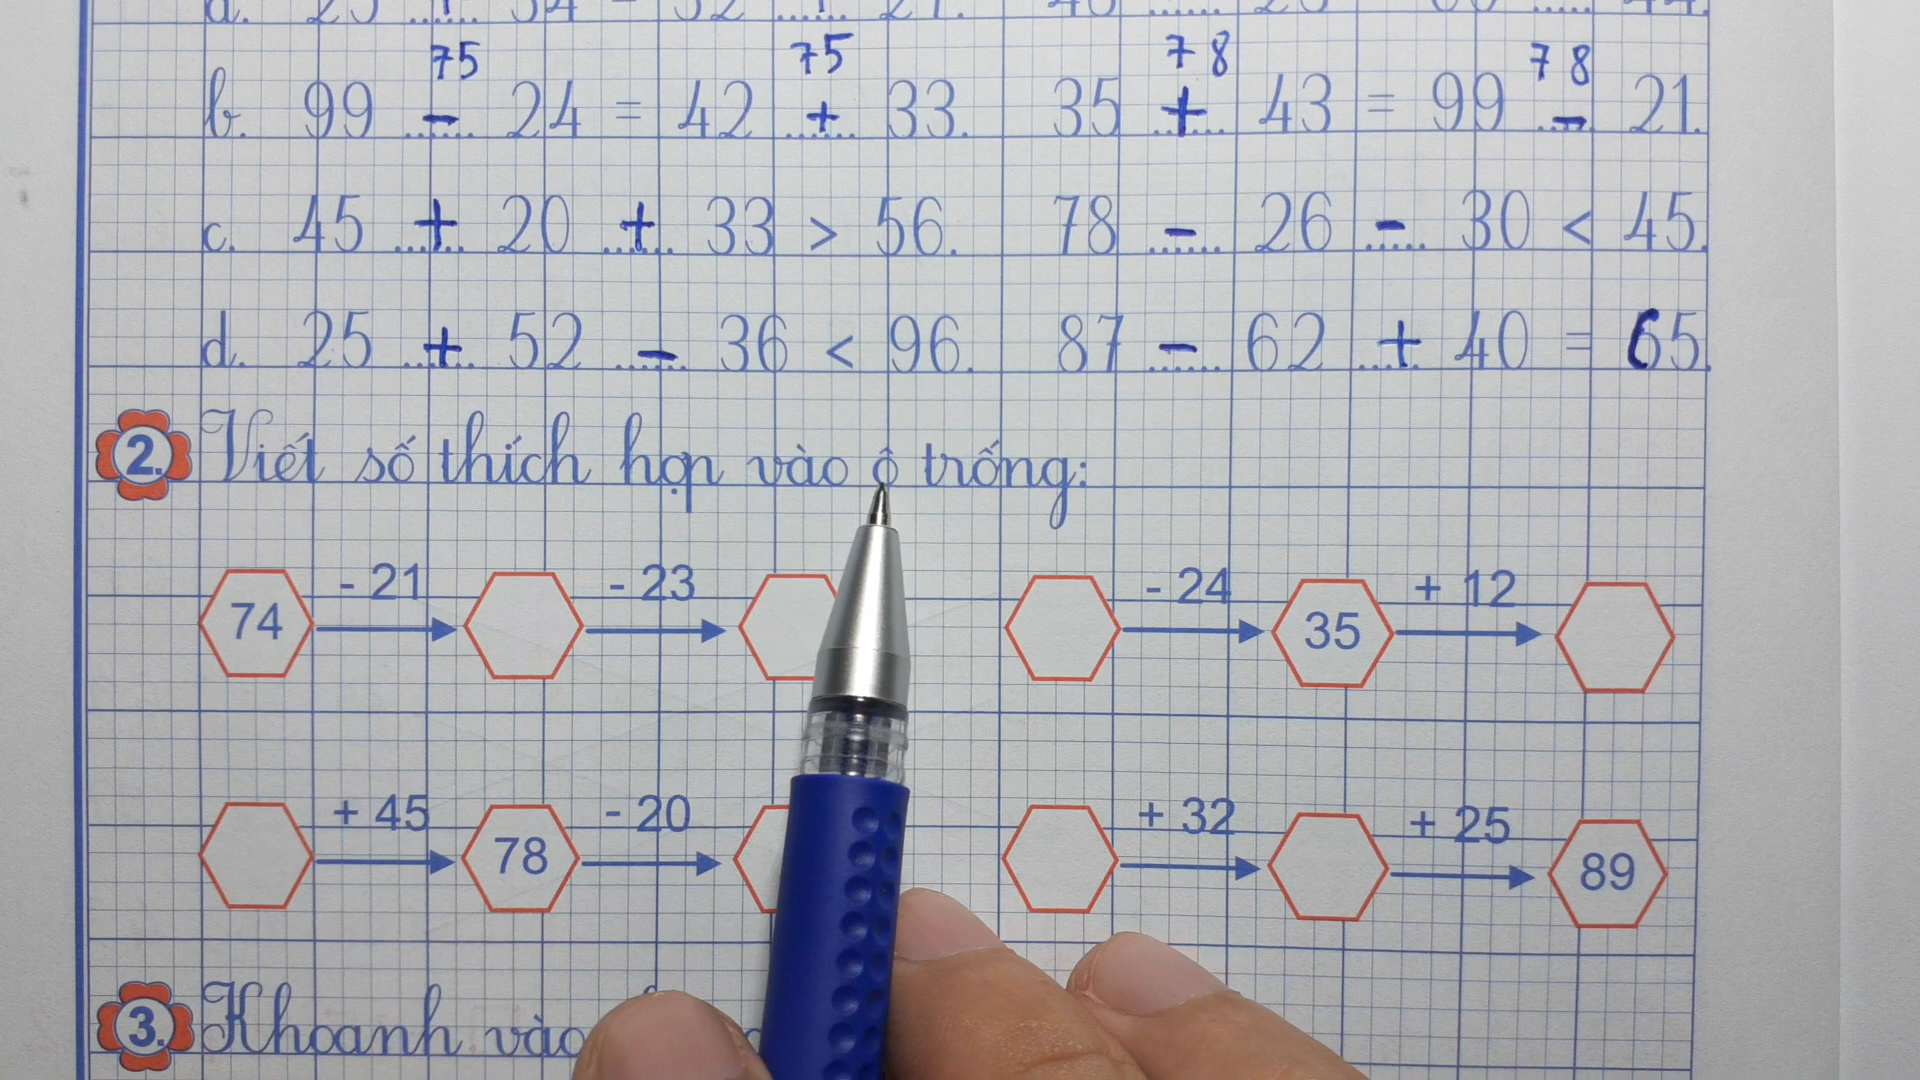 75 75 78 78
b. 99 - 24 = 42 + 33. 35 + 43 = 99 - 21.
c. 45 + 20 + 33 > 56. 78 - 26 - 30 < 45.
d. 25 + 52 - 36 < 96. 87 - 62 + 40 = 65.
2. Viết số thích hợp vào ô trống:
- 21 - 23 - 24 + 12
74 35
+ 45 - 20 + 32 + 25
78 89
3. Khoanh vào